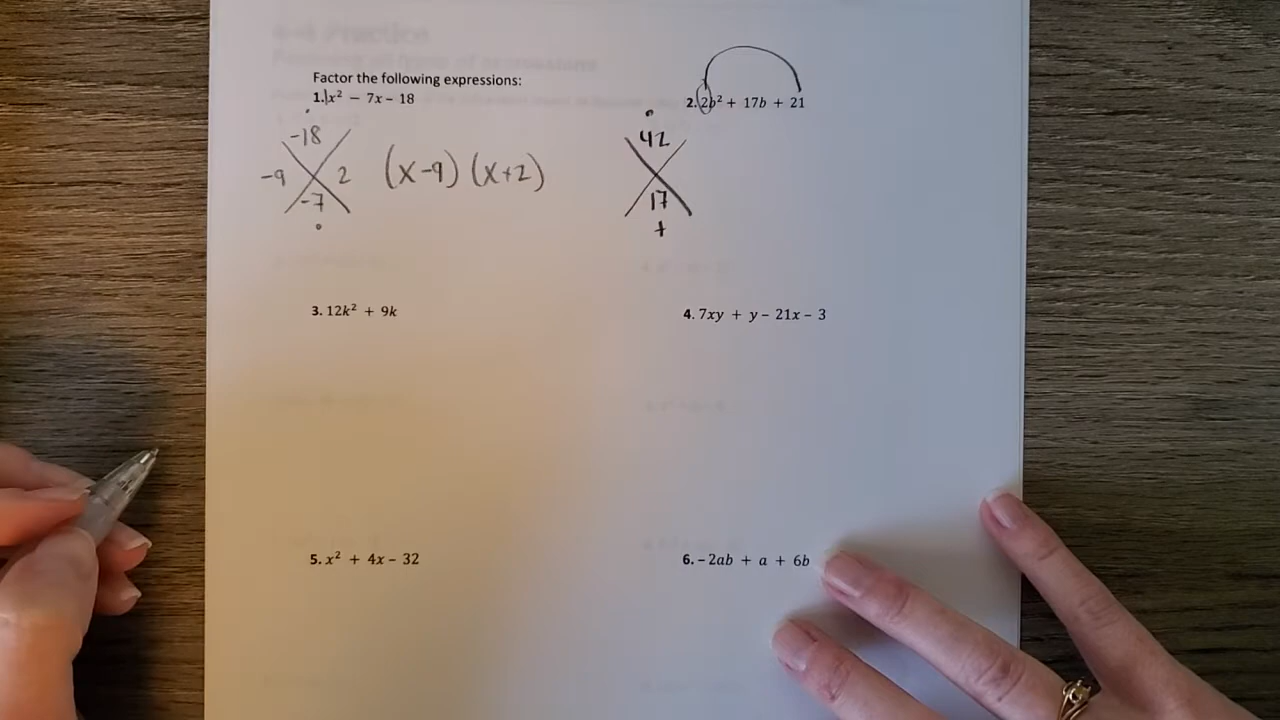 Factor the following expressions:
1. 1x² − 7x − 18
2. 2b² + 17b + 21
-18
-9
2
-7
(x-9) (x+2)
42
17
+
3. 12k² + 9k
4. 7xy + y − 21x − 3
5. x² + 4x − 32
6. −2ab + a + 6b